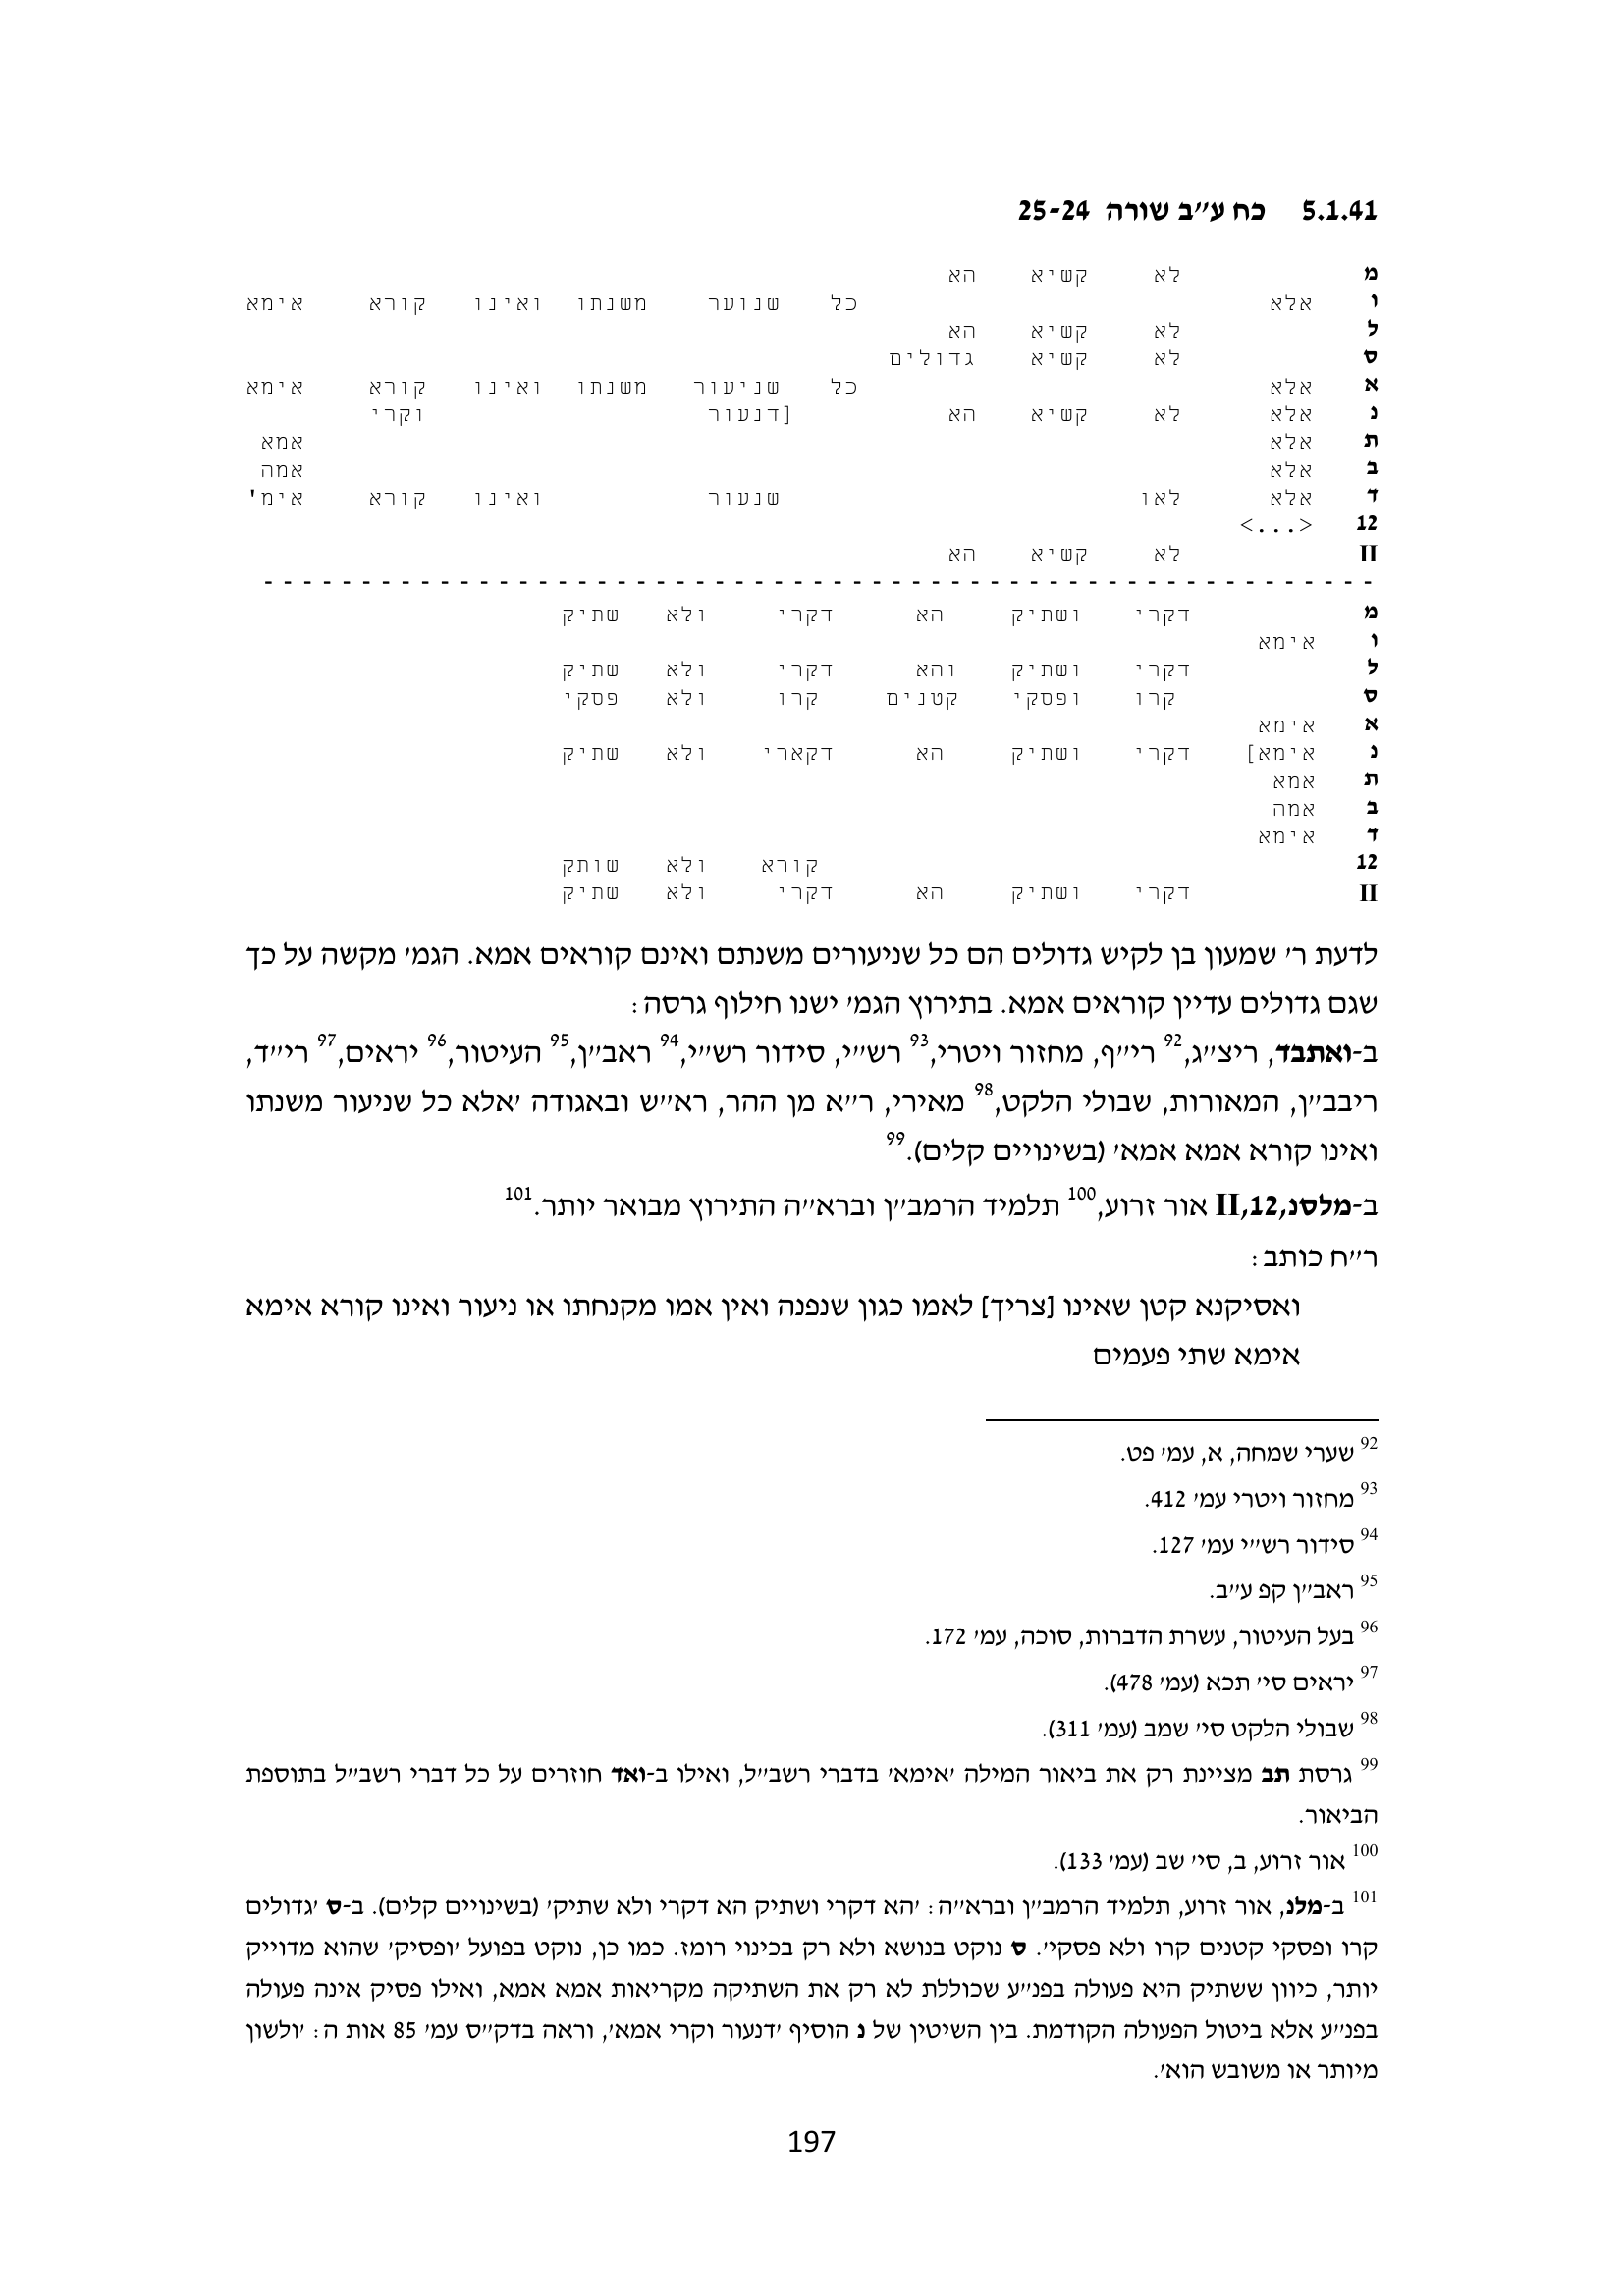 5.1.41 כח ע״ב שורה 25-24
מ לא קשיא הא
ו אלא כל שנוער משנתו ואינו קורא אימא
ל לא קשיא הא
ס לא קשיא גדולים
א אלא כל שניעור משנתו ואינו קורא אימא
נ אלא לא קשיא הא [דנעור וקרי
ת אלא אמא
ב אלא אמה
ד אלא לאו שנעור ואינו קורא אימ'
12 <...>
II לא קשיא הא
- - - - - - - - - - - - - - - - - - - - - - - - - - - - - - - - - - - - - - - - - - - - - - - - - - - - - - - - -
מ דקרי ושתיק הא דקרי ולא שתיק
ו אימא
ל דקרי ושתיק והא דקרי ולא שתיק
ס קרו ופסקי קטנים קרו ולא פסקי
א אימא
נ אימא] דקרי ושתיק הא דקארי ולא שתיק
ת אמא
ב אמה
ד אימא
12 קורא ולא שותק
II דקרי ושתיק הא דקרי ולא שתיק
לדעת ר׳ שמעון בן לקיש גדולים הם כל שניעורים משנתם ואינם קוראים אמא. הגמ׳ מקשה על כך
שגם גדולים עדיין קוראים אמא. בתירוץ הגמ׳ ישנו חילוף גרסה:
ב-ואתבד, ריצ״ג,92 רי״ף, מחזור ויטרי,93 רש״י, סידור רש״י,94 ראב״ן,95 העיטור,96 יראים,97 רי״ד,
ריבב״ן, המאורות, שבולי הלקט,98 מאירי, ר״א מן ההר, רא״ש ובאגודה ׳אלא כל שניעור משנתו
ואינו קורא אמא אמא׳ (בשינויים קלים).99
ב-מלסנ,12,II אור זרוע,100 תלמיד הרמב״ן וברא״ה התירוץ מבואר יותר.101
ר״ח כותב:
ואסיקנא קטן שאינו [צריך] לאמו כגון שנפנה ואין אמו מקנחתו או ניעור ואינו קורא אימא
אימא שתי פעמים
92 שערי שמחה, א, עמ׳ פט.
93 מחזור ויטרי עמ׳ 412.
94 סידור רש״י עמ׳ 127.
95 ראב״ן קפ ע״ב.
96 בעל העיטור, עשרת הדברות, סוכה, עמ׳ 172.
97 יראים סי׳ תכא (עמ׳ 478).
98 שבולי הלקט סי׳ שמב (עמ׳ 311).
99 גרסת תב מציינת רק את ביאור המילה ׳אימא׳ בדברי רשב״ל, ואילו ב-ואד חוזרים על כל דברי רשב״ל בתוספת
הביאור.
100 אור זרוע, ב, סי׳ שב (עמ׳ 133).
101 ב-מלנ, אור זרוע, תלמיד הרמב״ן וברא״ה: ׳הא דקרי ושתיק הא דקרי ולא שתיק׳ (בשינויים קלים). ב-ס ׳גדולים
קרו ופסקי קטנים קרו ולא פסקי׳. ס נוקט בנושא ולא רק בכינוי רומז. כמו כן, נוקט בפועל ׳ופסיק׳ שהוא מדוייק
יותר, כיוון ששתיק היא פעולה בפנ״ע שכוללת לא רק את השתיקה מקריאות אמא אמא, ואילו פסיק אינה פעולה
בפנ״ע אלא ביטול הפעולה הקודמת. בין השיטין של נ הוסיף ׳דנעור וקרי אמא׳, וראה בדק״ס עמ׳ 85 אות ה: ׳ולשון
מיותר או משובש הוא׳.
197